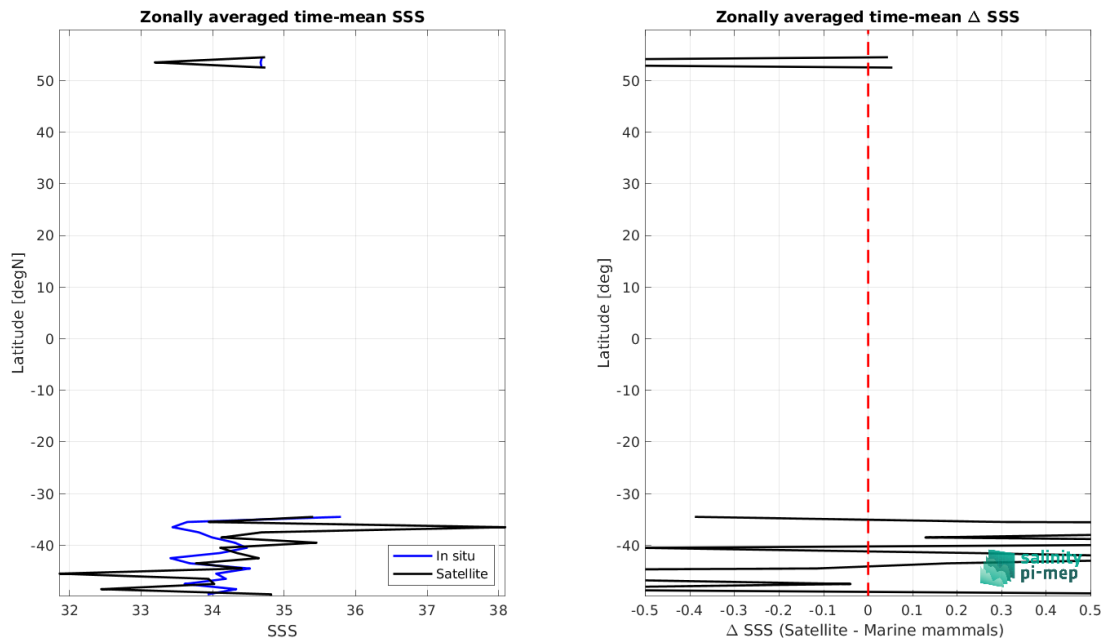 Zonally averaged time-mean SSS
50
40
30
20
10
0
-10
-20
-30
-40
Latitude [degN]
32 33 34 35 36 37 38
SSS
In situ
Satellite
Zonally averaged time-mean Δ SSS
50
40
30
20
10
0
-10
-20
-30
-40
Latitude [deg]
-0.5 -0.4 -0.3 -0.2 -0.1 0 0.1 0.2 0.3 0.4 0.5
Δ SSS (Satellite - Marine mammals)
salinity
pi-mep